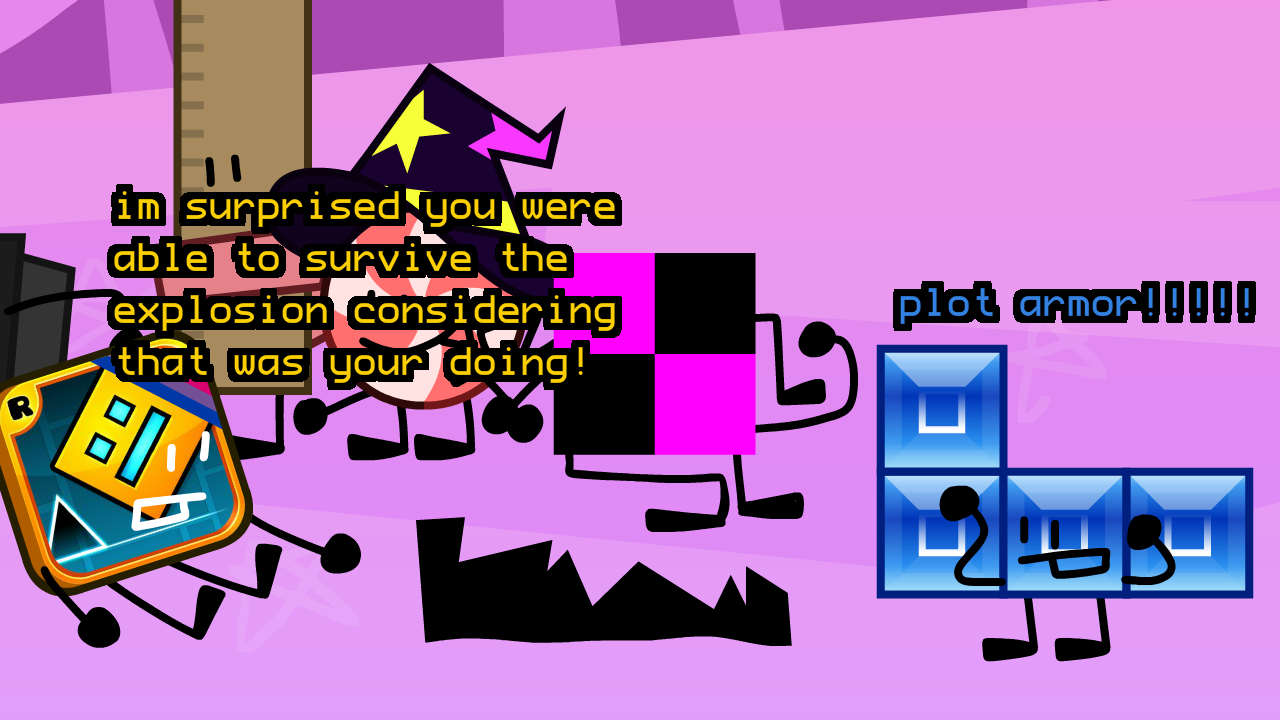 im surprised you were
able to survive the
explosion considering
that was your doing!
plot armor!!!!!
R